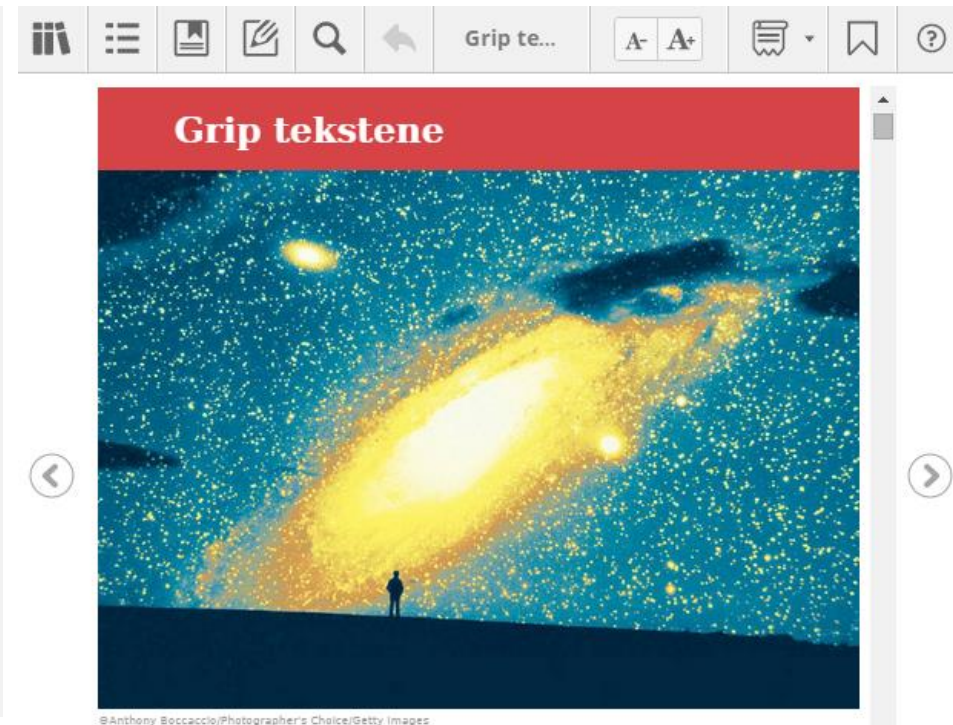 Grip te...
A- A+
?
Grip tekstene
©Anthony Boccaccio/Photographer's Choice/Getty Images